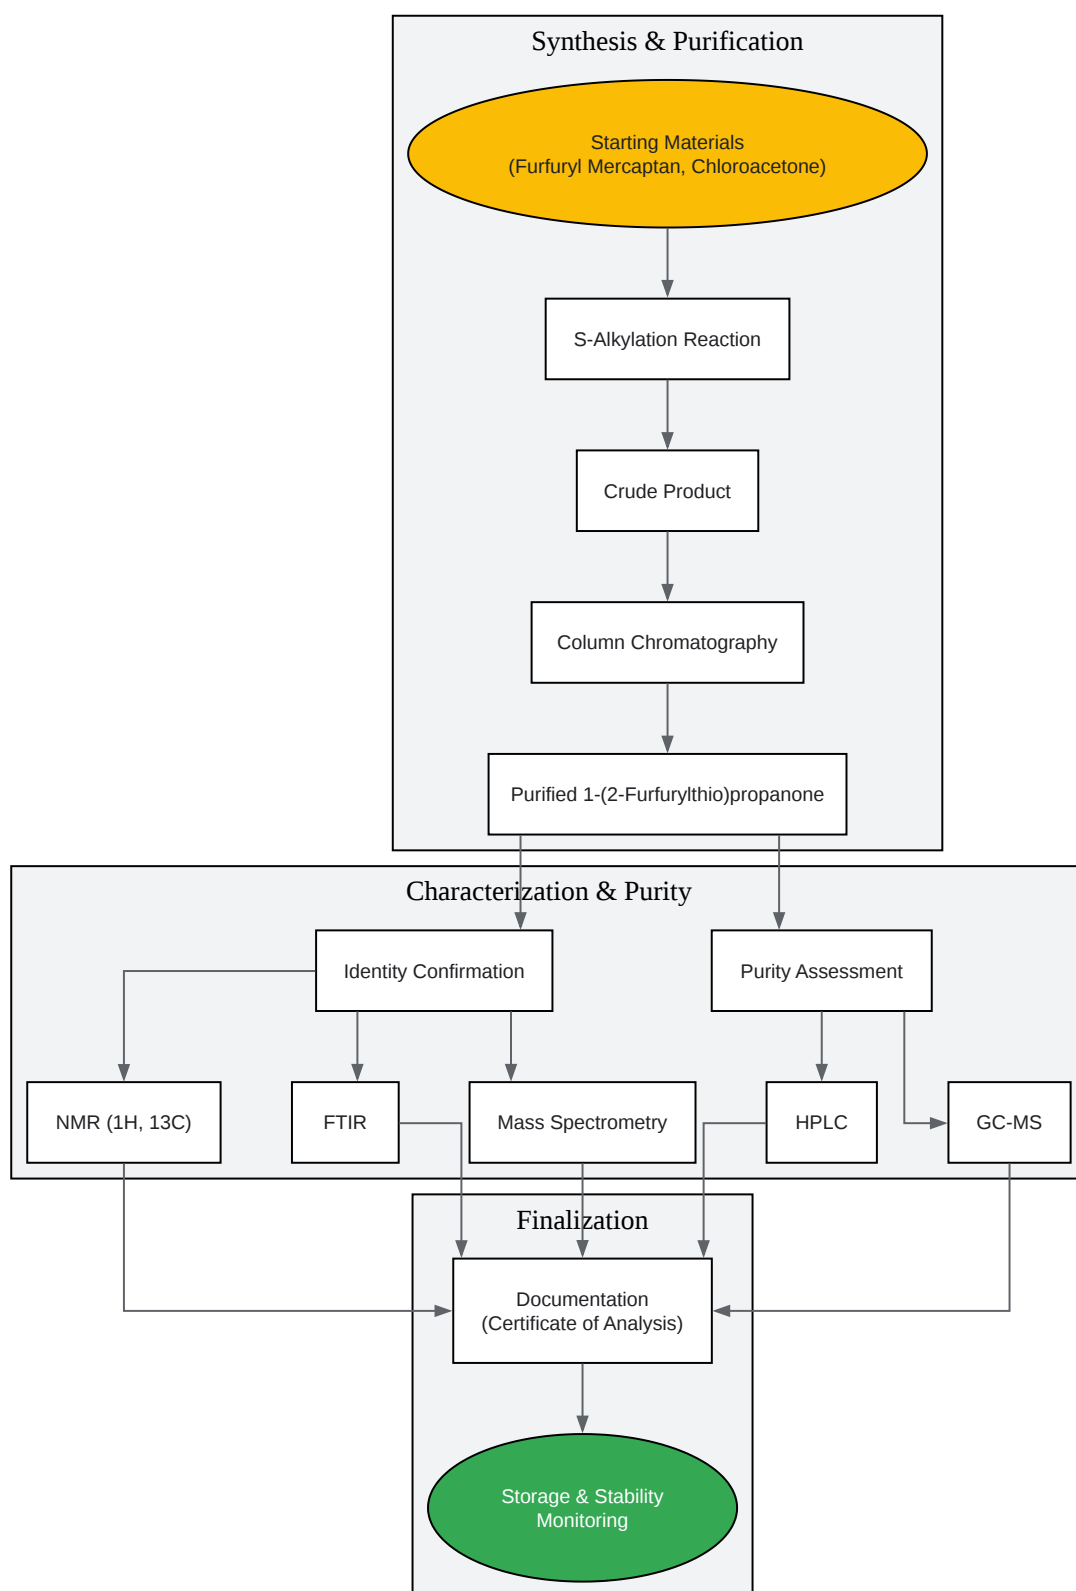 Synthesis & Purification
Starting Materials
(Furfuryl Mercaptan, Chloroacetone)
S-Alkylation Reaction
Crude Product
Column Chromatography
Purified 1-(2-Furfurylthio)propanone
Characterization & Purity
Identity Confirmation
Purity Assessment
NMR (1H, 13C)
FTIR
Mass Spectrometry
HPLC
GC-MS
Finalization
Documentation
(Certificate of Analysis)
Storage & Stability
Monitoring